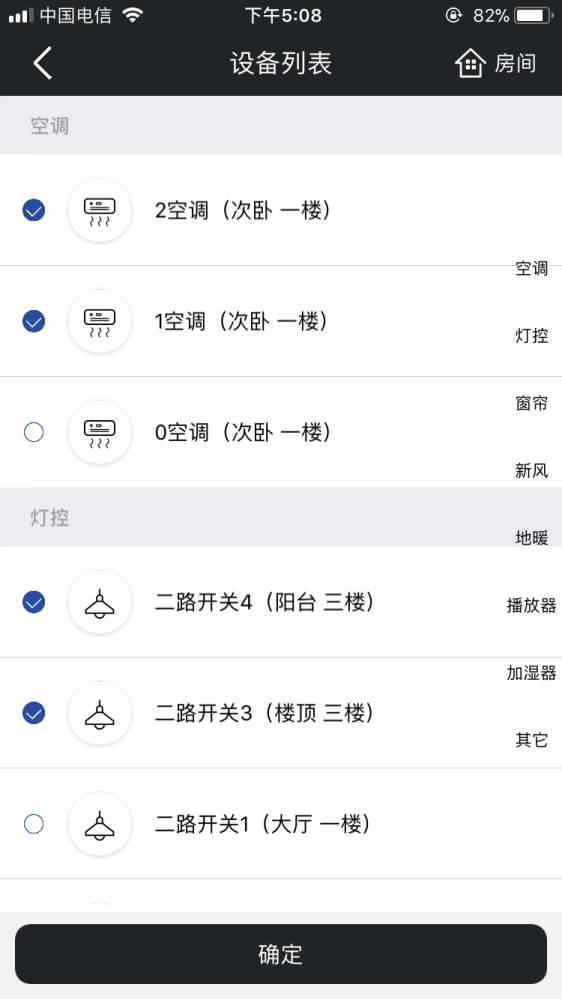 中国电信 下午5:08 82%
设备列表 房间
空调
2空调（次卧 一楼）
空调
1空调（次卧 一楼）
灯控
窗帘
0空调（次卧 一楼）
新风
灯控
地暖
二路开关4（阳台 三楼）
播放器
加湿器
二路开关3（楼顶 三楼）
其它
二路开关1（大厅 一楼）
确定